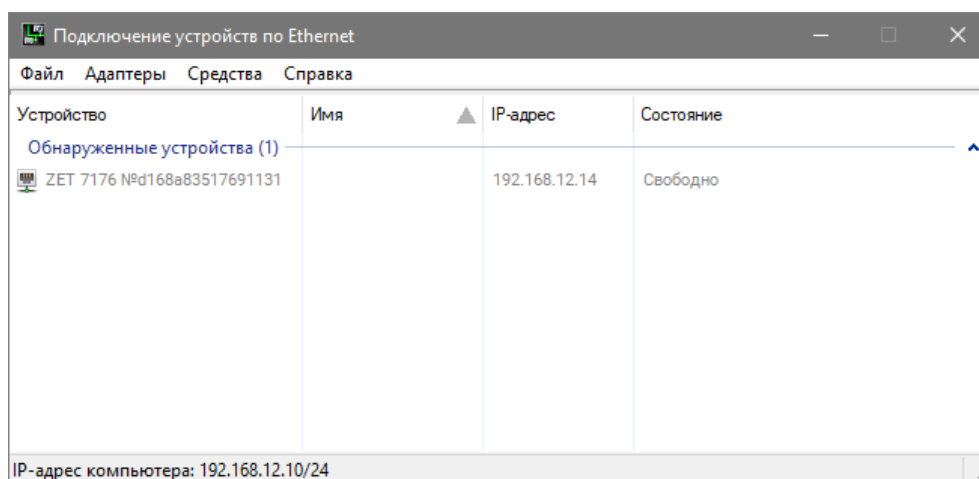 Подключение устройств по Ethernet
Файл Адаптеры Средства Справка
Устройство Имя IP-адрес Состояние
Обнаруженные устройства (1)
ZET 7176 №d168a83517691131 192.168.12.14 Свободно
IP-адрес компьютера: 192.168.12.10/24